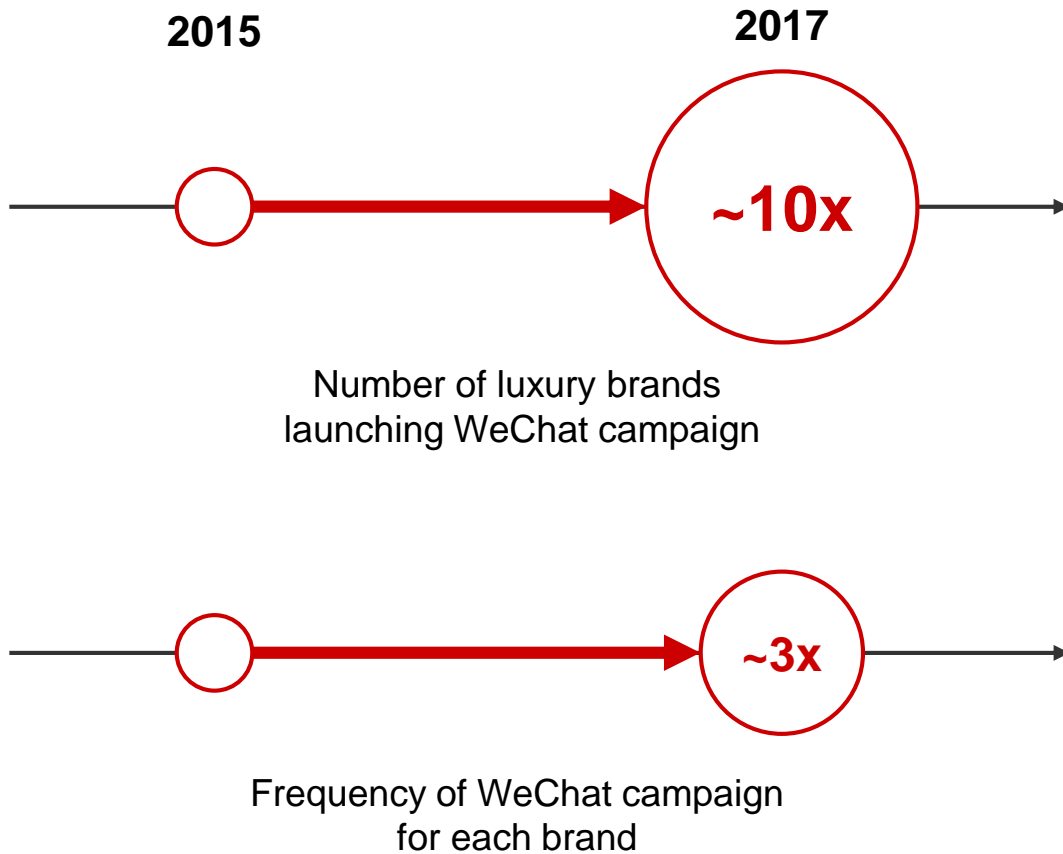 2015
2017
~10x
Number of luxury brands
launching WeChat campaign
~3x
Frequency of WeChat campaign
for each brand